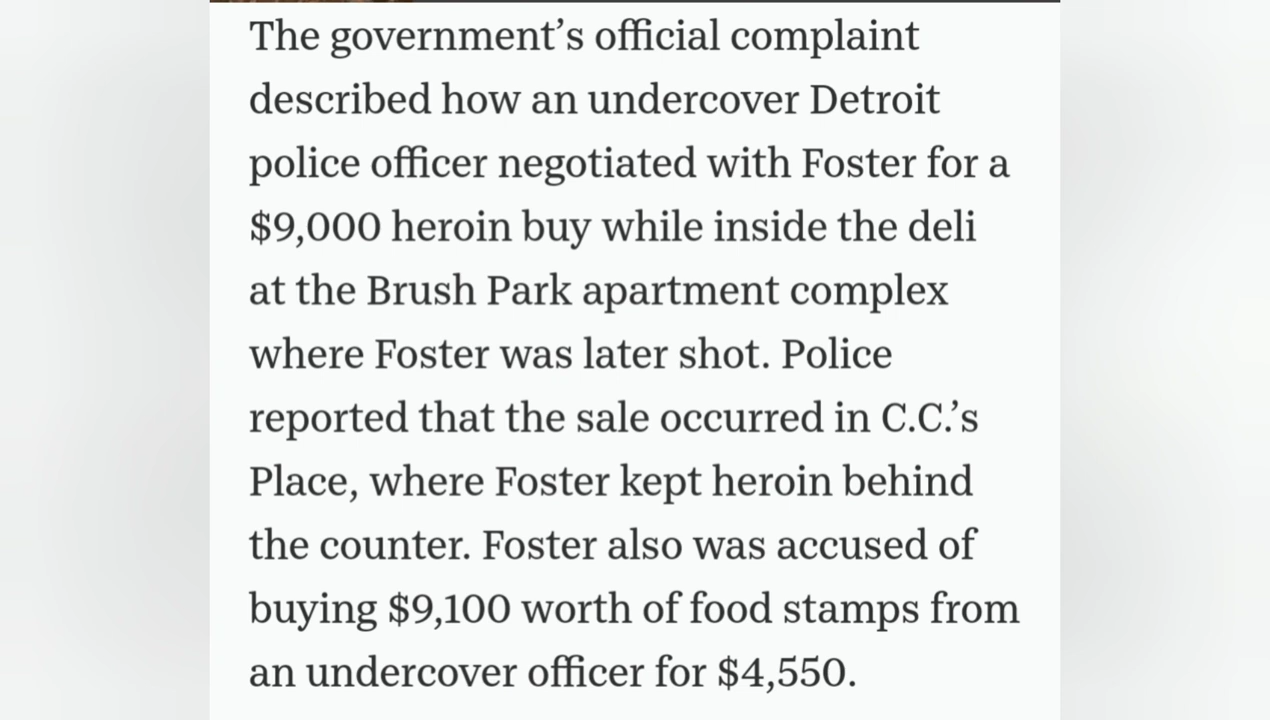 The government’s official complaint
described how an undercover Detroit
police officer negotiated with Foster for a
$9,000 heroin buy while inside the deli
at the Brush Park apartment complex
where Foster was later shot. Police
reported that the sale occurred in C.C.’s
Place, where Foster kept heroin behind
the counter. Foster also was accused of
buying $9,100 worth of food stamps from
an undercover officer for $4,550.